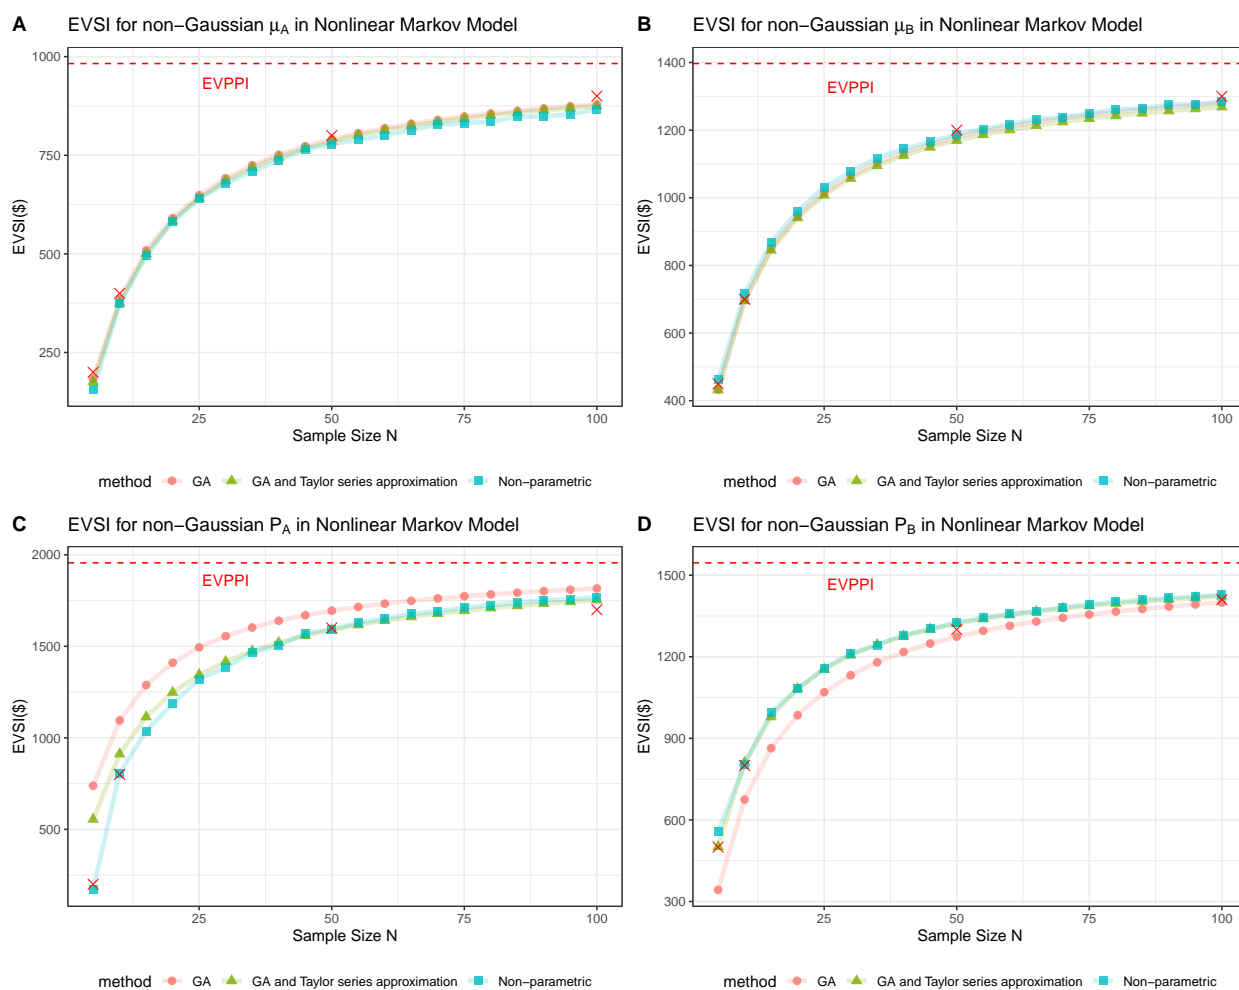 A EVSI for non−Gaussian μA in Nonlinear Markov Model
1000
750
500
250
EVSI($)
EVPPI
25 50 75 100
Sample Size N
method GA GA and Taylor series approximation Non−parametric
B EVSI for non−Gaussian μB in Nonlinear Markov Model
1400
1200
1000
800
600
400
EVSI($)
EVPPI
25 50 75 100
Sample Size N
method GA GA and Taylor series approximation Non−parametric
C EVSI for non−Gaussian PA in Nonlinear Markov Model
2000
1500
1000
500
EVSI($)
EVPPI
25 50 75 100
Sample Size N
method GA GA and Taylor series approximation Non−parametric
D EVSI for non−Gaussian PB in Nonlinear Markov Model
1500
1200
900
600
300
EVSI($)
EVPPI
25 50 75 100
Sample Size N
method GA GA and Taylor series approximation Non−parametric